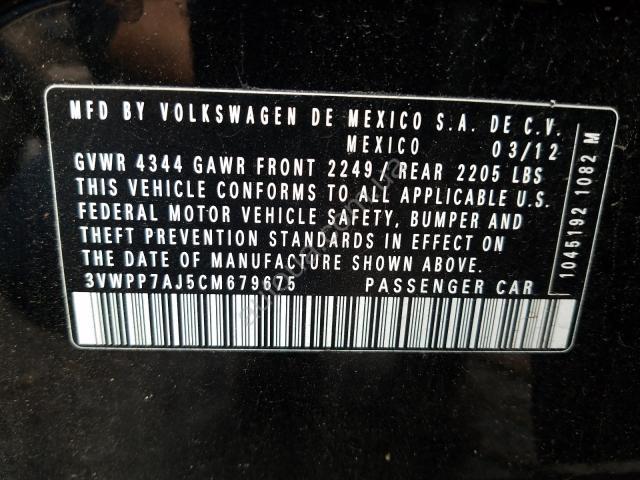 MFD BY VOLKSWAGEN DE MEXICO S.A. DE C.V.
MEXICO 03/12
GVWR 4344 GAWR FRONT 2249 / REAR 2205 LBS
THIS VEHICLE CONFORMS TO ALL APPLICABLE U.S.
FEDERAL MOTOR VEHICLE SAFETY, BUMPER AND
THEFT PREVENTION STANDARDS IN EFFECT ON
THE DATE OF MANUFACTURE SHOWN ABOVE.
3VWPP7AJ5CM679675 PASSENGER CAR
1045192 1082 M